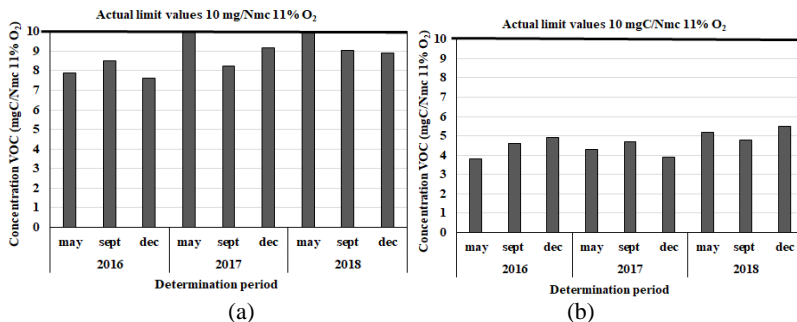 Actual limit values 10 mg/Nmc 11% O₂
Concentration VOC (mgC/Nmc 11% O₂)
10
9
8
7
6
5
4
3
2
1
0
may sept dec may sept dec may sept dec
2016 2017 2018
Determination period
(a)
Actual limit values 10 mgC/Nmc 11% O₂
Concentration VOC (mgC/Nmc 11% O₂)
10
9
8
7
6
5
4
3
2
1
0
may sept dec may sept dec may sept dec
2016 2017 2018
Determination period
(b)